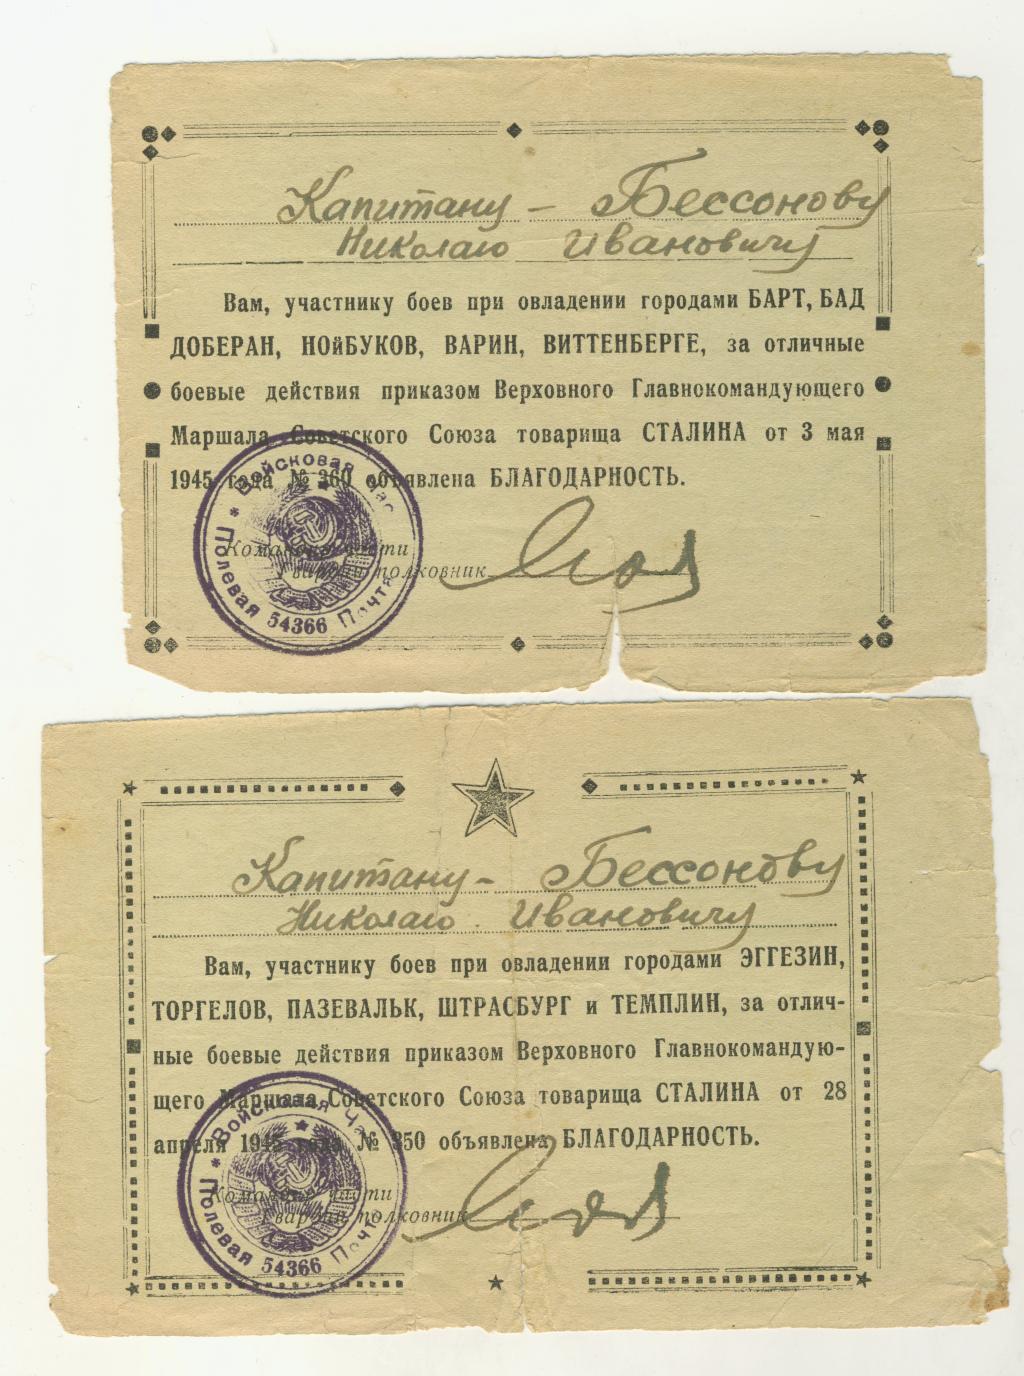 Капитану - Бессонову
Николаю Ивановичу
Вам, участнику боев при овладении городами БАРТ, БАД
ДОБЕРАН, НОЙБУКОВ, ВАРИН, ВИТТЕНБЕРГЕ, за отличные
боевые действия приказом Верховного Главнокомандующего
Маршала Советского Союза товарища СТАЛИНА от 3 мая
1945 года № 360 объявлена БЛАГОДАРНОСТЬ.
Командир части
Гвардии полковник
* Войсковая Час
Полевая 54366 Почта
Капитану - Бессонову
Николаю Ивановичу
Вам, участнику боев при овладении городами ЭГГЕЗИН,
ТОРГЕЛОВ, ПАЗЕВАЛЬК, ШТРАСБУРГ и ТЕМПЛИН, за отлич-
ные боевые действия приказом Верховного Главнокомандую-
щего Маршала Советского Союза товарища СТАЛИНА от 28
апреля 1945 года № 350 объявлена БЛАГОДАРНОСТЬ.
Командир части
Гвардии полковник
* Войсковая Час
Полевая 54366 Почта